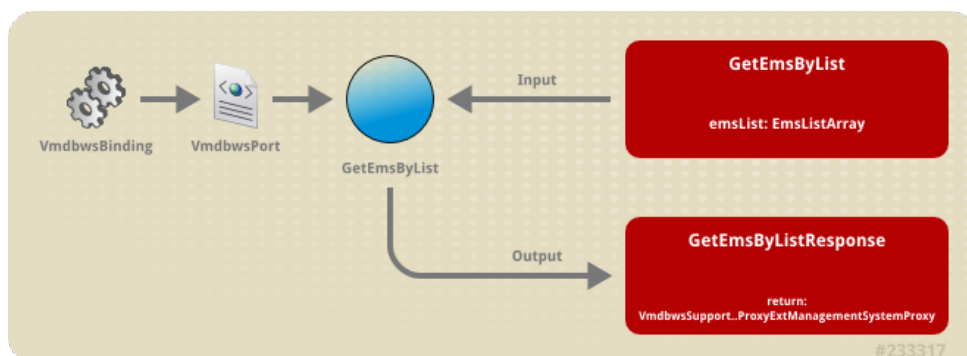 VmdbwsBinding
VmdbwsPort
GetEmsByList
Input
GetEmsByList
emsList: EmsListArray
Output
GetEmsByListResponse
return:
VmdbwsSupport..ProxyExtManagementSystemProxy
#233317